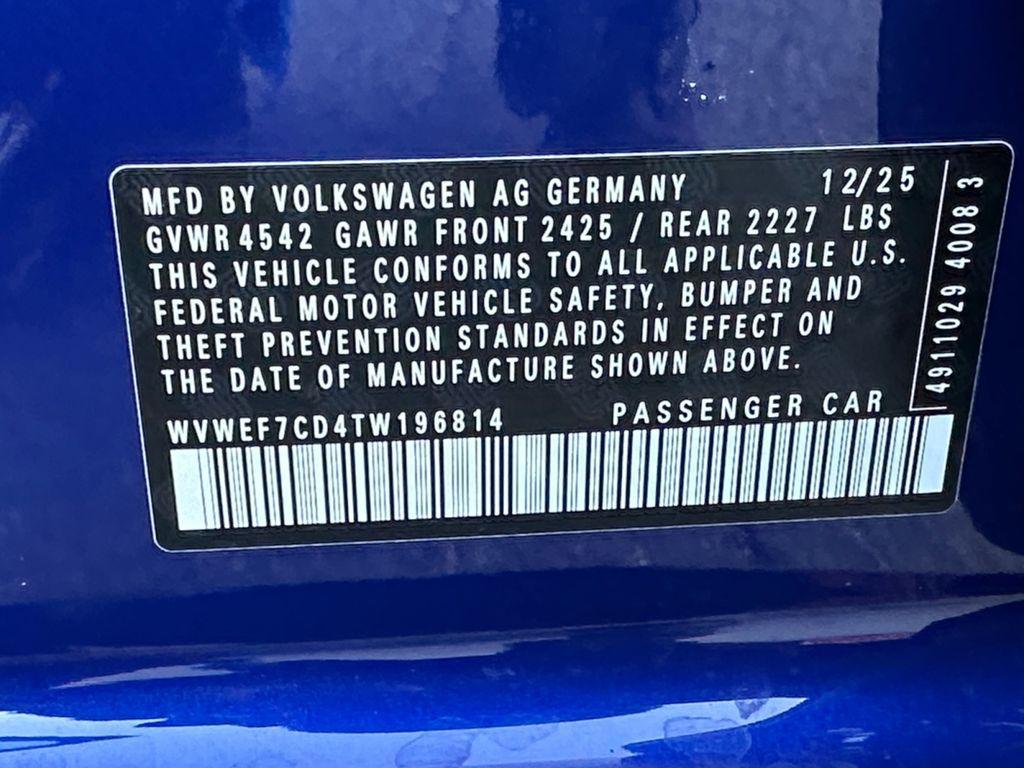 MFD BY VOLKSWAGEN AG GERMANY 12/25
GVWR 4542 GAWR FRONT 2425 / REAR 2227 LBS
THIS VEHICLE CONFORMS TO ALL APPLICABLE U.S.
FEDERAL MOTOR VEHICLE SAFETY, BUMPER AND
THEFT PREVENTION STANDARDS IN EFFECT ON
THE DATE OF MANUFACTURE SHOWN ABOVE.
WVWEF7CD4TW196814 PASSENGER CAR
4911029 4008 3